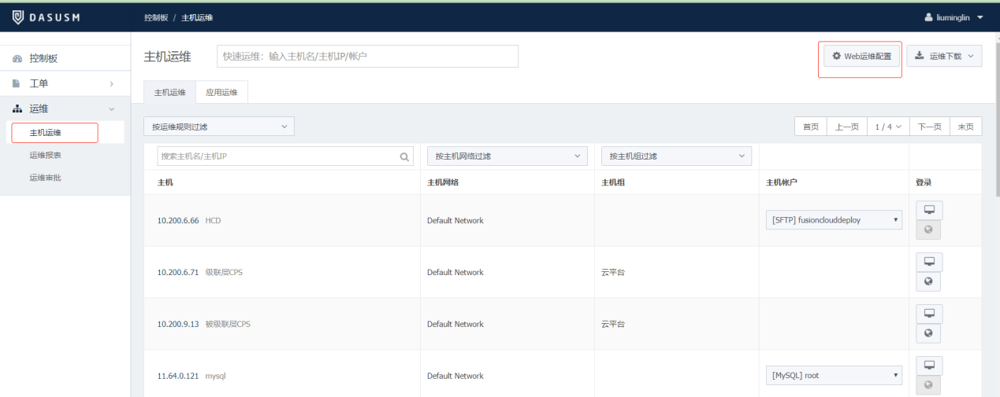 DASUSM
控制板 / 主机运维
liuminglin
控制板
工单
运维
主机运维
运维报表
运维审批
主机运维
快速运维：输入主机名/主机IP/帐户
Web运维配置
运维下载
主机运维
应用运维
按运维规则过滤
首页
上一页
1 / 4
下一页
末页
搜索主机名/主机IP
按主机网络过滤
按主机组过滤
主机
主机网络
主机组
主机帐户
登录
10.200.6.66 HCD
Default Network
[SFTP] fusionclouddeploy
10.200.6.71 级联层CPS
Default Network
云平台
10.200.9.13 被级联层CPS
Default Network
云平台
11.64.0.121 mysql
Default Network
[MySQL] root